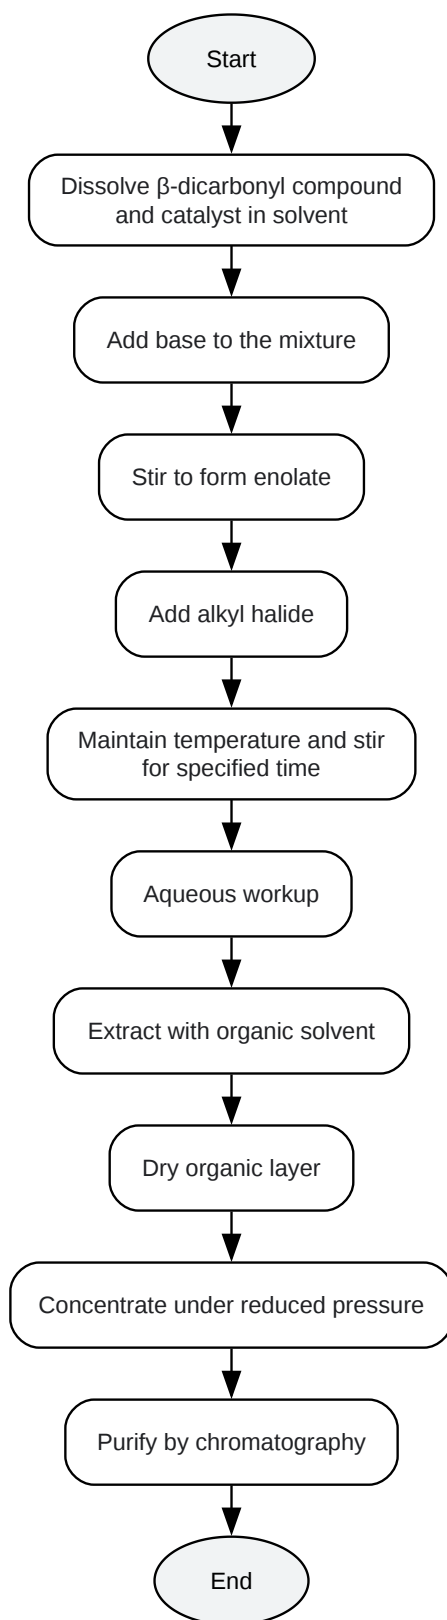 Start
Dissolve β-dicarbonyl compound
and catalyst in solvent
Add base to the mixture
Stir to form enolate
Add alkyl halide
Maintain temperature and stir
for specified time
Aqueous workup
Extract with organic solvent
Dry organic layer
Concentrate under reduced pressure
Purify by chromatography
End